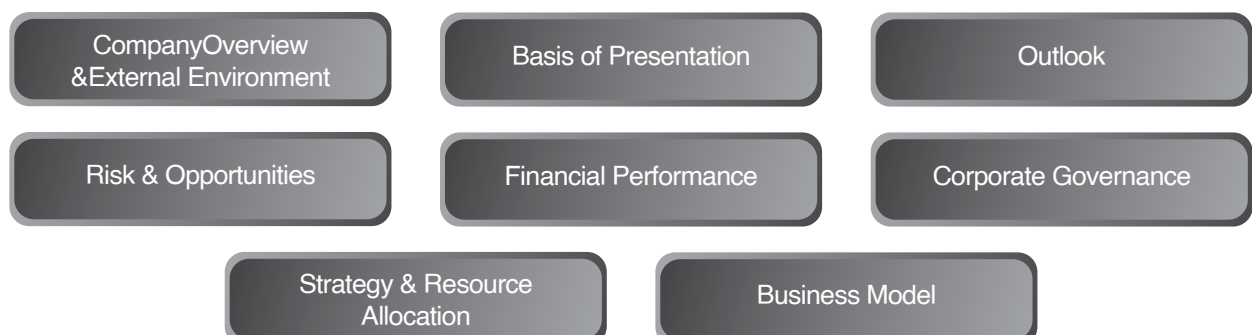 CompanyOverview
&External Environment
Basis of Presentation
Outlook
Risk & Opportunities
Financial Performance
Corporate Governance
Strategy & Resource
Allocation
Business Model